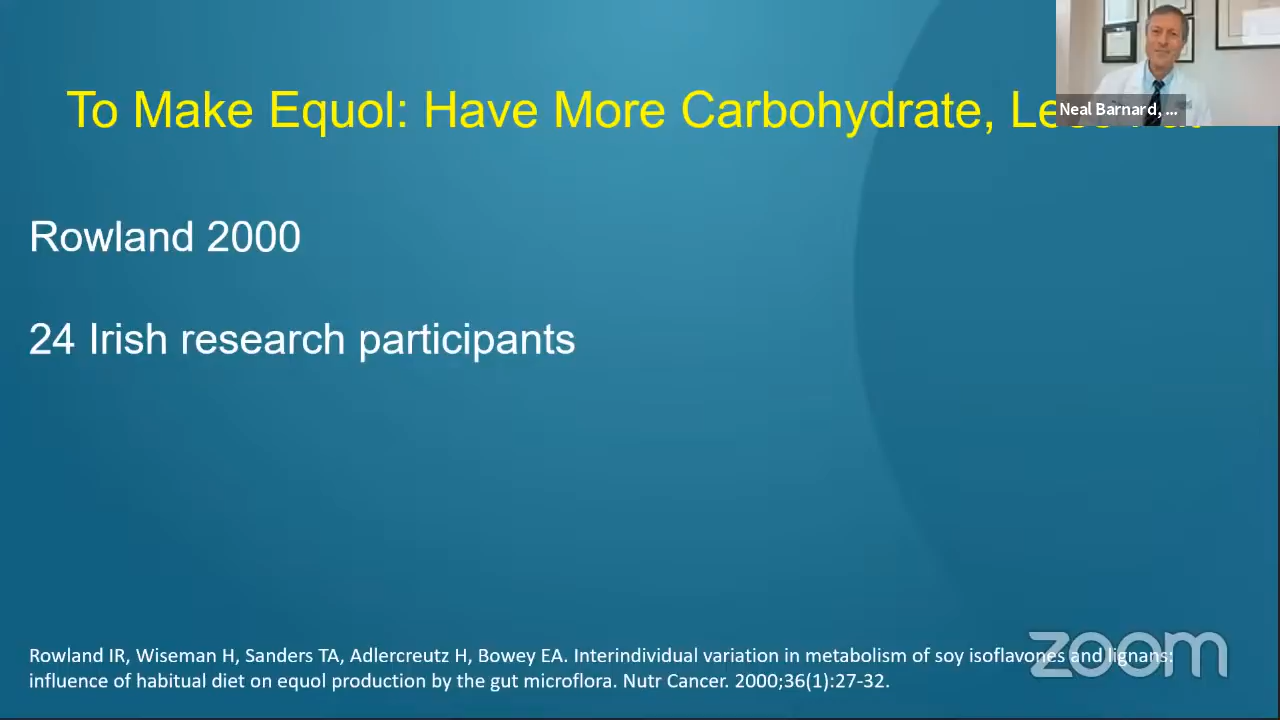 To Make Equol: Have More Carbohydrate,
Neal Barnard, ...
Rowland 2000
24 Irish research participants
Rowland IR, Wiseman H, Sanders TA, Adlercreutz H, Bowey EA. Interindividual variation in metabolism of soy isoflavones and lignans:
influence of habitual diet on equol production by the gut microflora. Nutr Cancer. 2000;36(1):27-32.
zoom